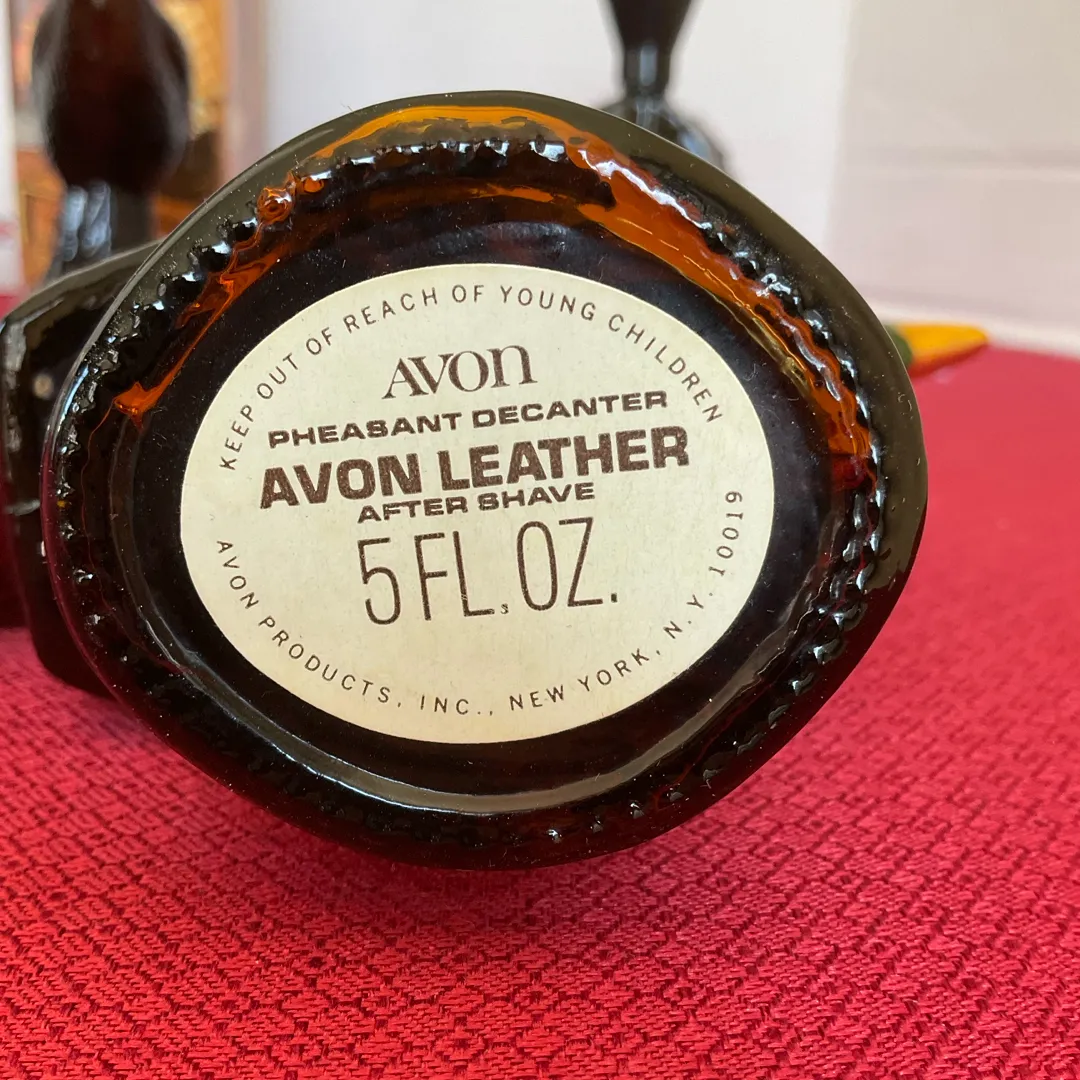 KEEP OUT OF REACH OF YOUNG CHILDREN
AVON
PHEASANT DECANTER
AVON LEATHER
AFTER SHAVE
5 FL. OZ.
AVON PRODUCTS, INC., NEW YORK, N.Y. 10019